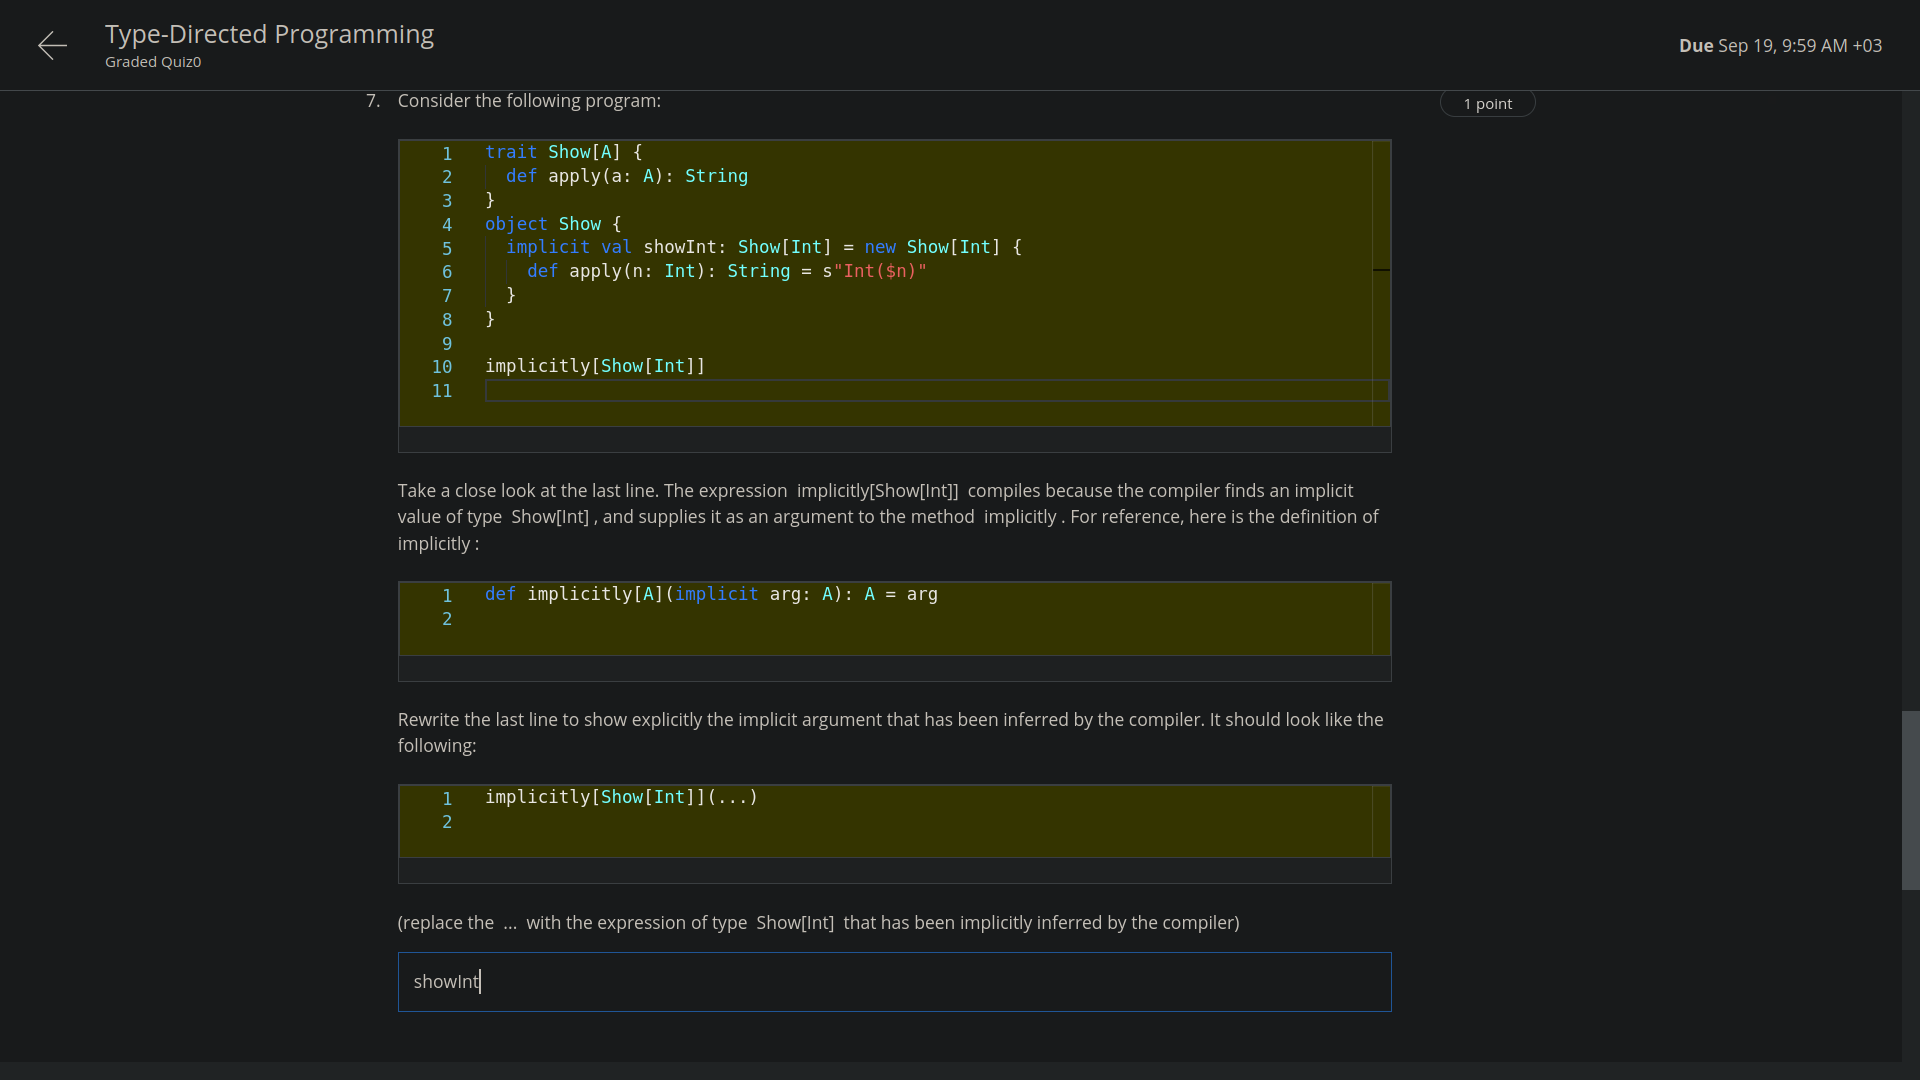 Type-Directed Programming
Graded Quiz0
Due Sep 19, 9:59 AM +03
7. Consider the following program:
1 point
1 trait Show[A] {
2   def apply(a: A): String
3 }
4 object Show {
5   implicit val showInt: Show[Int] = new Show[Int] {
6     def apply(n: Int): String = s"Int($n)"
7   }
8 }
9
10 implicitly[Show[Int]]
11
Take a close look at the last line. The expression implicitly[Show[Int]] compiles because the compiler finds an implicit
value of type Show[Int] , and supplies it as an argument to the method implicitly . For reference, here is the definition of
implicitly :
1 def implicitly[A](implicit arg: A): A = arg
2
Rewrite the last line to show explicitly the implicit argument that has been inferred by the compiler. It should look like the
following:
1 implicitly[Show[Int]](...)
2
(replace the ... with the expression of type Show[Int] that has been implicitly inferred by the compiler)
showInt